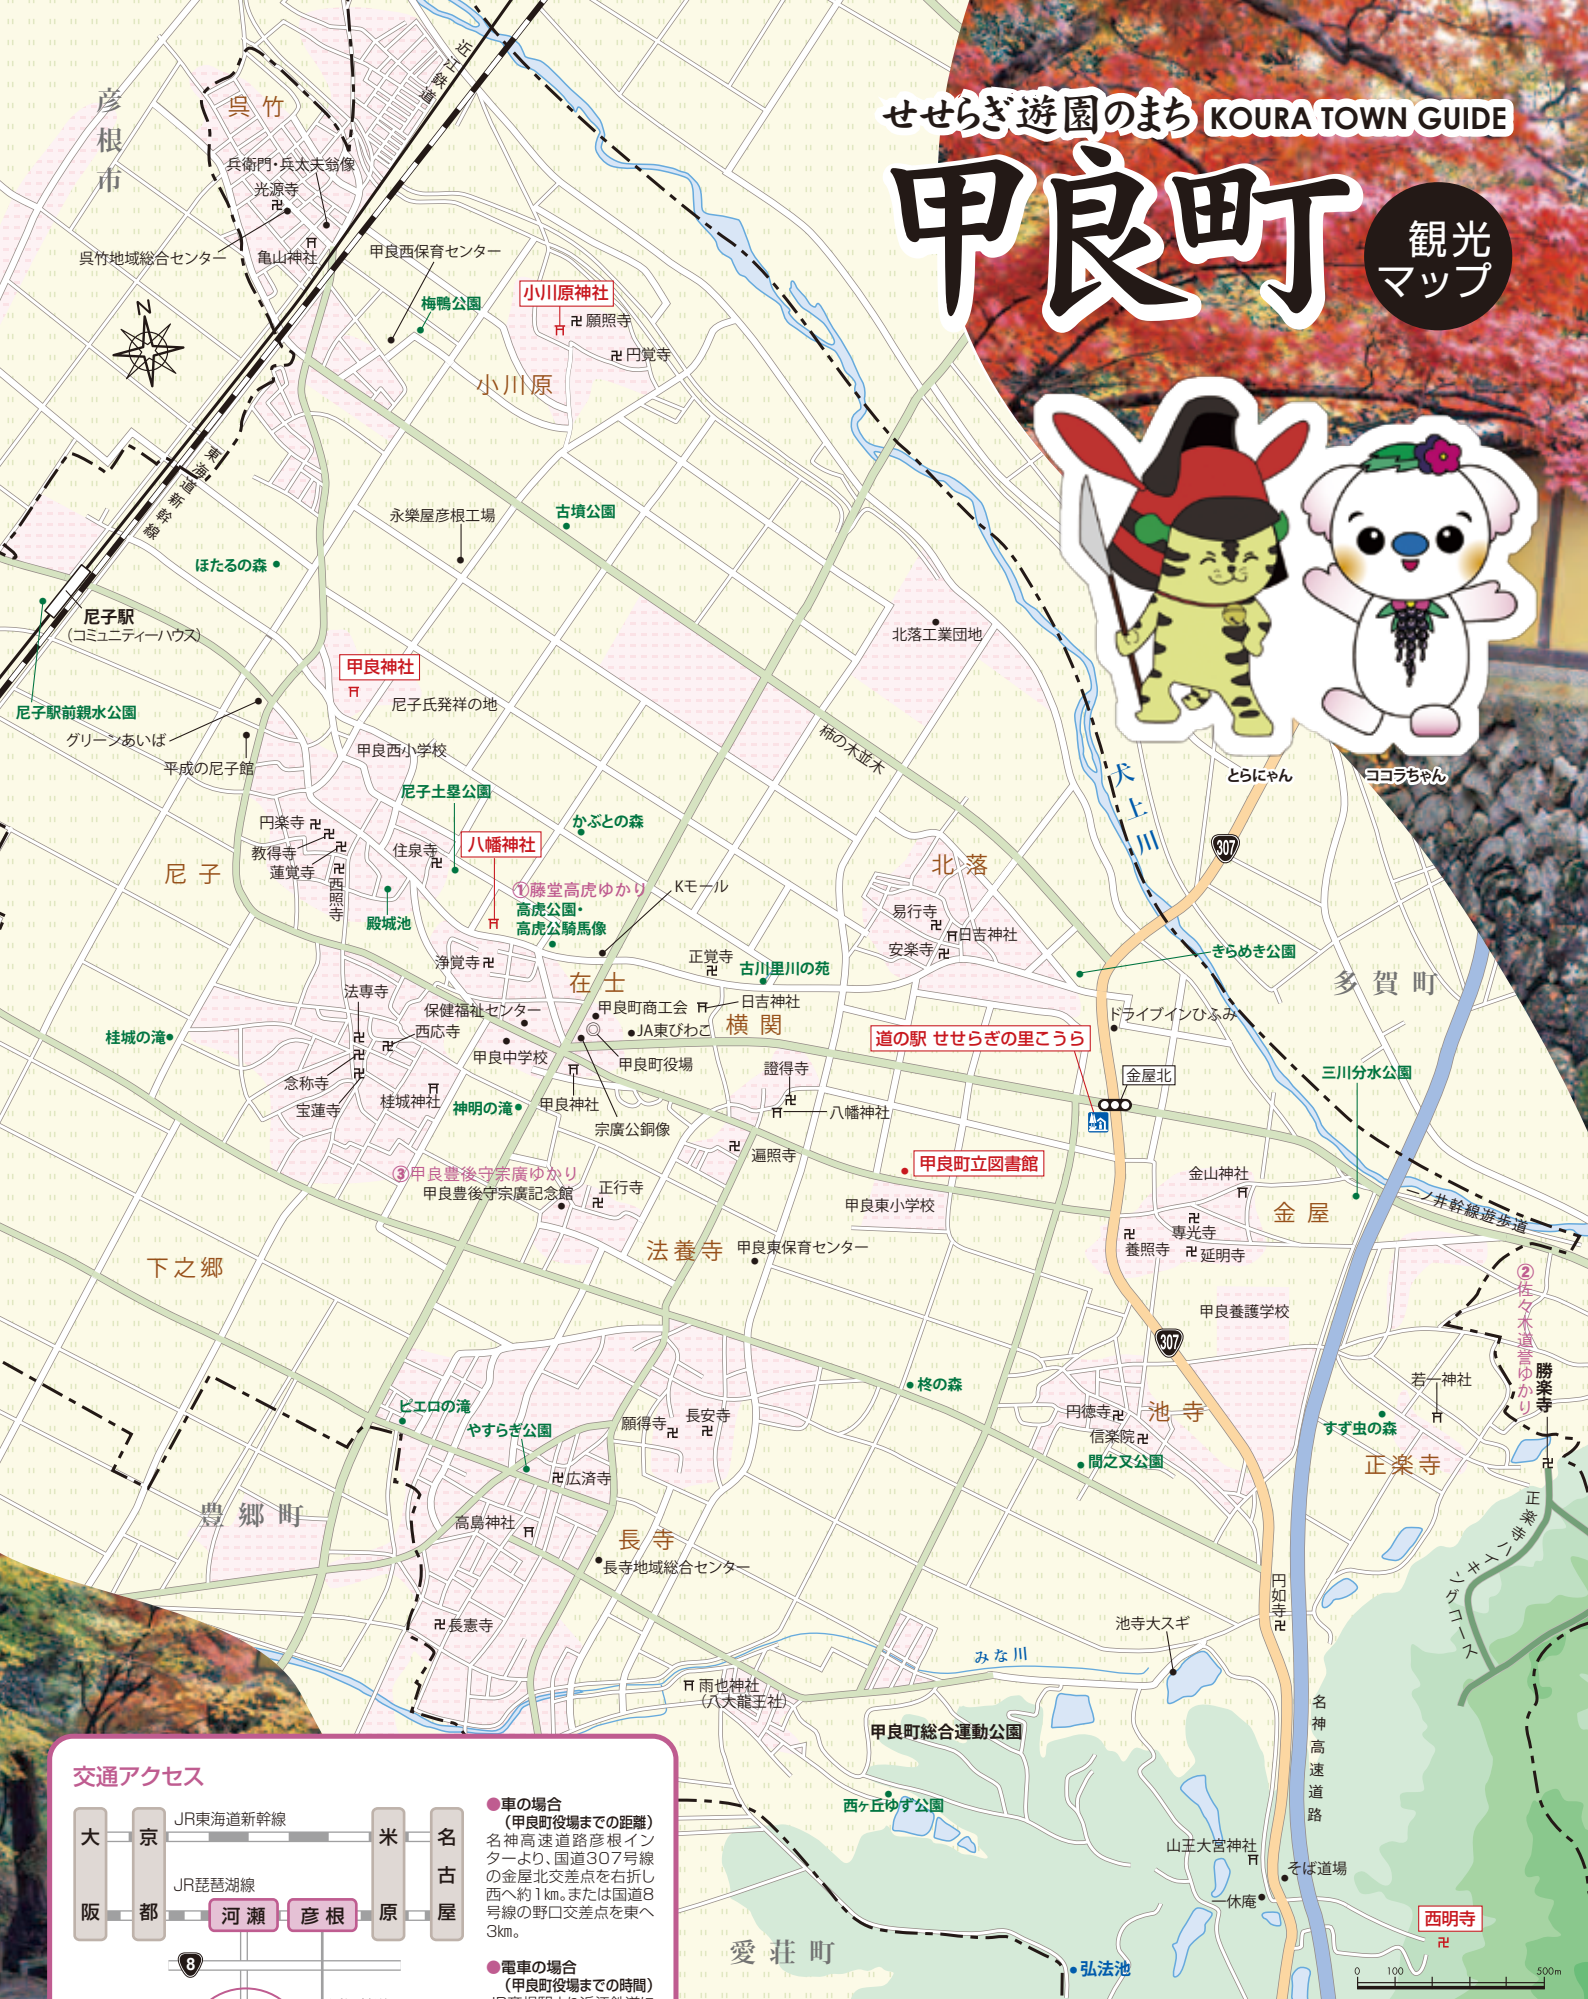 せせらぎ遊園のまち KOURA TOWN GUIDE
甲良町
観光
マップ
とらにゃん
ココラちゃん
彦根市
呉竹
近江鉄道
兵衛門・兵太夫翁像
光源寺
呉竹地域総合センター
亀山神社
甲良西保育センター
梅鴨公園
小川原神社
願照寺
円覚寺
小川原
N
東海道新幹線
永樂屋彦根工場
古墳公園
ほたるの森
尼子駅
(コミュニティーハウス)
北落工業団地
甲良神社
尼子氏発祥の地
尼子駅前親水公園
グリーンあいば
平成の尼子館
甲良西小学校
柿の木並木
犬上川
尼子土塁公園
かぶとの森
円楽寺
教得寺
蓮覚寺
西照寺
住泉寺
八幡神社
尼子
殿城池
①藤堂高虎ゆかり
高虎公園・
高虎公騎馬像
Kモール
北落
307
易行寺
日吉神社
安楽寺
きらめき公園
多賀町
浄覚寺
在士
正覚寺
古川里川の苑
法専寺
保健福祉センター
甲良町商工会
日吉神社
西応寺
JA東びわこ
横関
桂城の滝
甲良中学校
甲良町役場
道の駅 せせらぎの里こうら
ドライブインひふみ
金屋北
三川分水公園
念称寺
宝蓮寺
桂城神社
神明の滝
甲良神社
宗廣公銅像
證得寺
八幡神社
遍照寺
甲良町立図書館
③甲良豊後守宗廣ゆかり
甲良豊後守宗廣記念館
正行寺
甲良東小学校
金山神社
金屋
一ノ井幹線遊歩道
専光寺
養照寺
延明寺
下之郷
法養寺
甲良東保育センター
②佐々木道誉ゆかり
勝楽寺
甲良養護学校
307
若一神社
柊の森
円徳寺
池寺
信楽院
間之又公園
すず虫の森
正楽寺
ピエロの滝
やすらぎ公園
願得寺
長安寺
広済寺
豊郷町
高島神社
長寺
長寺地域総合センター
正楽寺ハイキングコース
円如寺
長憲寺
池寺大スギ
みな川
雨也神社
(八大龍王社)
甲良町総合運動公園
名神高速道路
西ヶ丘ゆず公園
山王大宮神社
そば道場
一休庵
西明寺
愛荘町
弘法池
0 100 500m
交通アクセス
JR東海道新幹線
大阪
京都
米原
名古屋
JR琵琶湖線
河瀬
彦根
8
●車の場合
(甲良町役場までの距離)
名神高速道路彦根イン
ターより、国道307号線
の金屋北交差点を右折し
西へ約1km。または国道8
号線の野口交差点を東へ
3km。
●電車の場合
(甲良町役場までの時間)